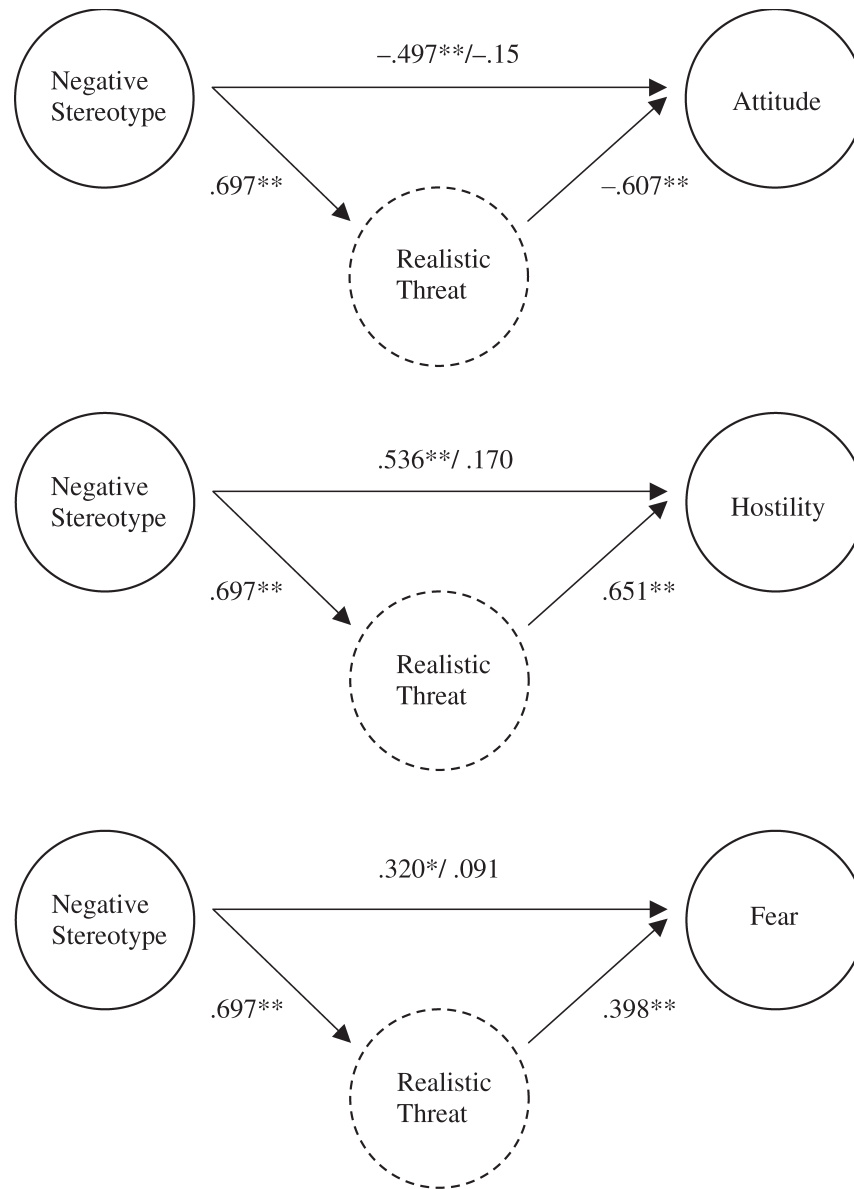 –.497**/–.15
Negative
Stereotype
Attitude
.697**
–.607**
Realistic
Threat
.536**/ .170
Negative
Stereotype
Hostility
.697**
.651**
Realistic
Threat
.320*/ .091
Negative
Stereotype
Fear
.697**
.398**
Realistic
Threat